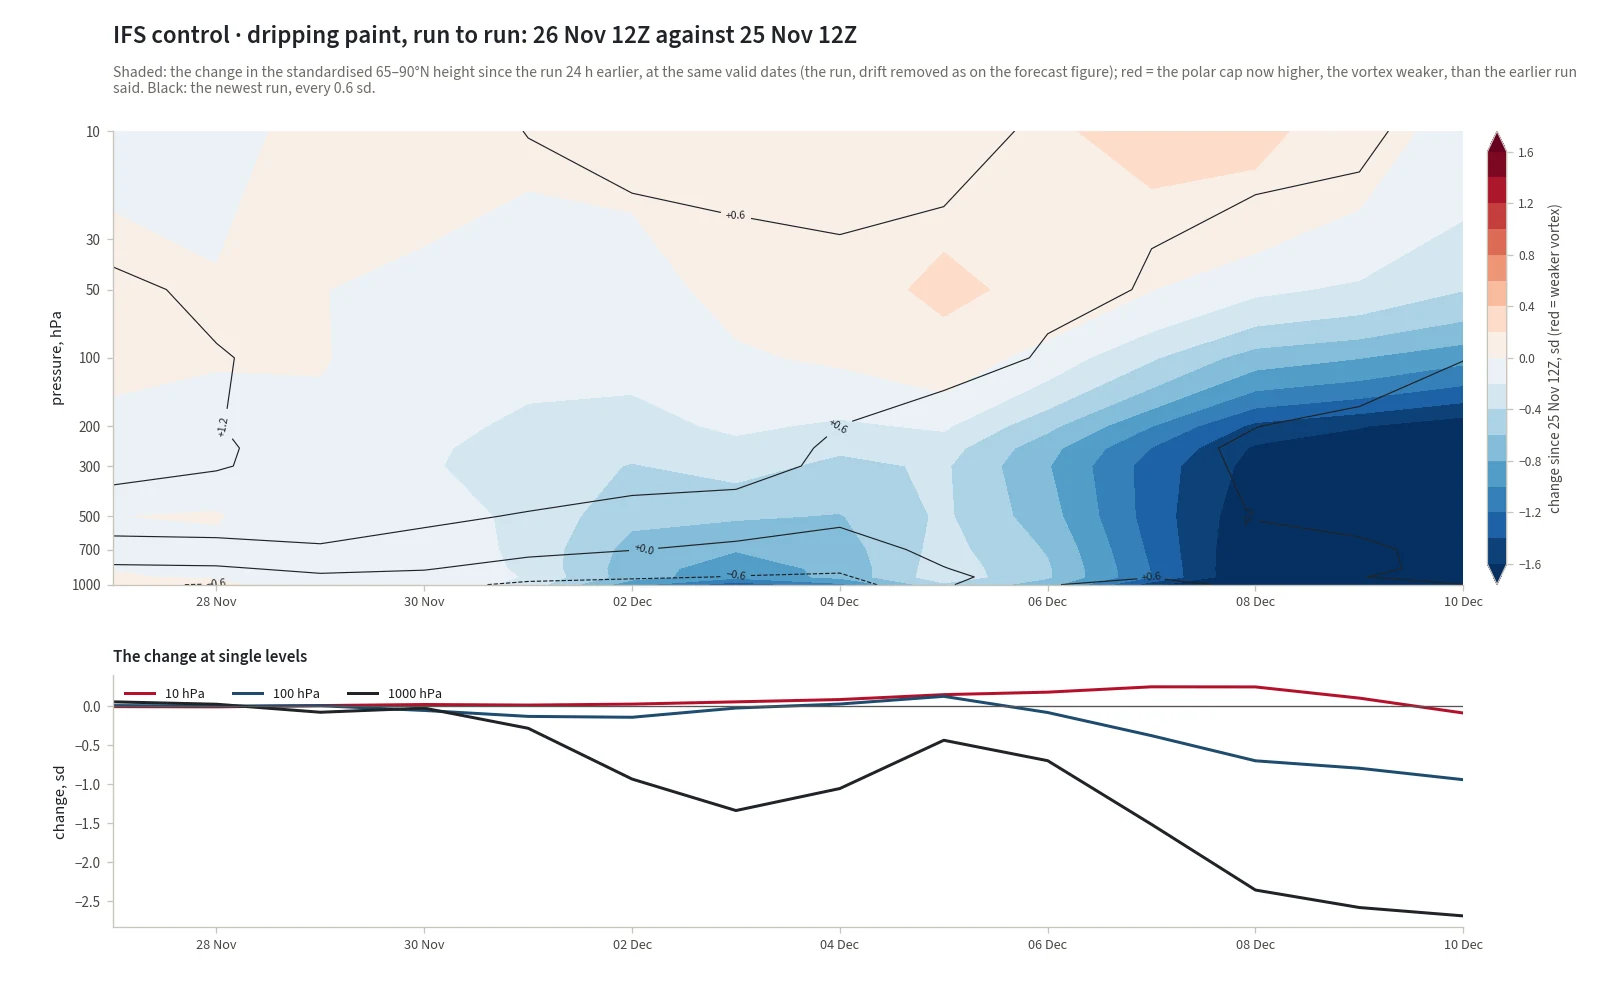 IFS control · dripping paint, run to run: 26 Nov 12Z against 25 Nov 12Z
Shaded: the change in the standardised 65–90°N height since the run 24 h earlier, at the same valid dates (the run, drift removed as on the forecast figure); red = the polar cap now higher, the vortex weaker, than the earlier run
said. Black: the newest run, every 0.6 sd.
pressure, hPa
10
30
50
100
200
300
500
700
1000
+0.6
+1.2
+0.6
+0.0
−0.6
−0.6
+0.6
28 Nov
30 Nov
02 Dec
04 Dec
06 Dec
08 Dec
10 Dec
1.6
1.2
0.8
0.4
0.0
−0.4
−0.8
−1.2
−1.6
change since 25 Nov 12Z, sd (red = weaker vortex)
The change at single levels
10 hPa
100 hPa
1000 hPa
change, sd
0.0
−0.5
−1.0
−1.5
−2.0
−2.5
28 Nov
30 Nov
02 Dec
04 Dec
06 Dec
08 Dec
10 Dec